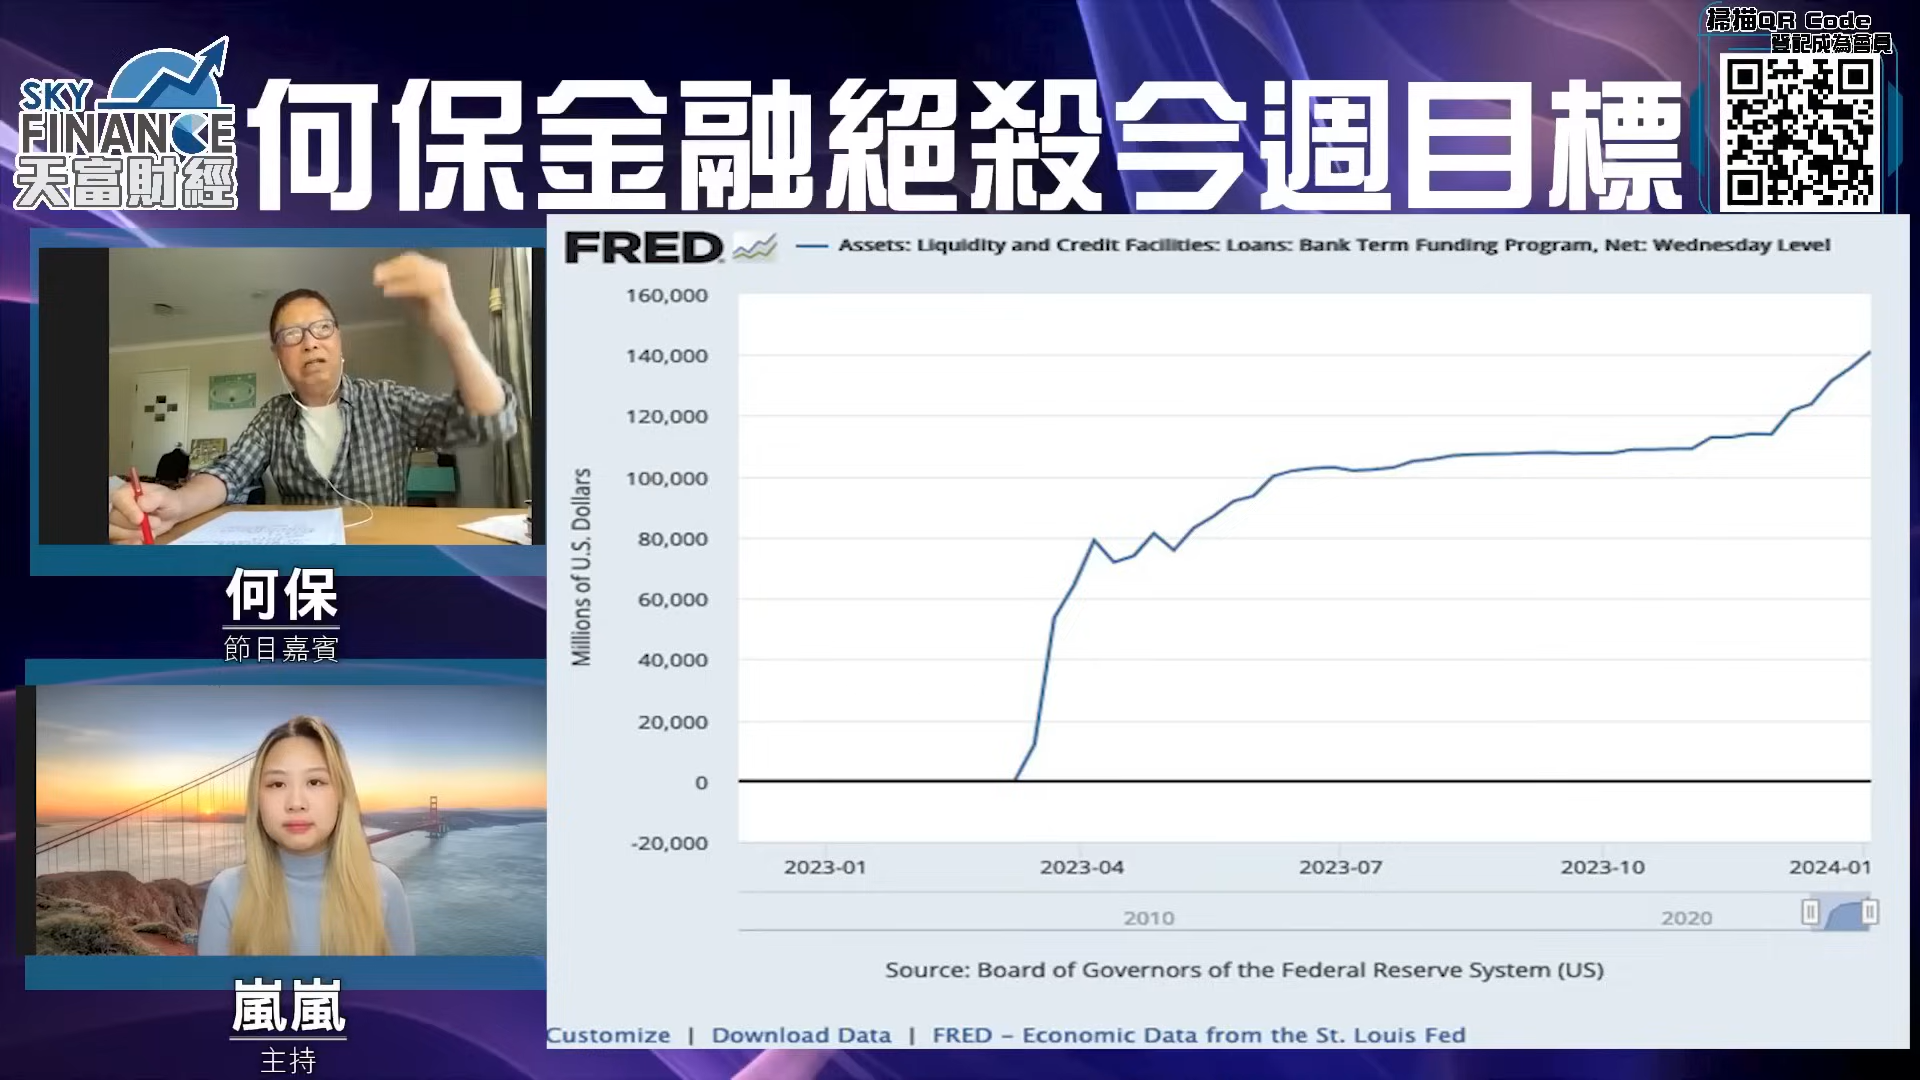 掃描QR Code
登記成為會員
SKY
FINANCE
天富財經
何保金融絕殺今週目標
FRED
Assets: Liquidity and Credit Facilities: Loans: Bank Term Funding Program, Net: Wednesday Level
160,000
140,000
120,000
100,000
80,000
60,000
40,000
20,000
0
-20,000
Millions of U.S. Dollars
2023-01
2023-04
2023-07
2023-10
2024-01
2010
2020
Source: Board of Governors of the Federal Reserve System (US)
Customize | Download Data | FRED – Economic Data from the St. Louis Fed
何保
節目嘉賓
嵐嵐
主持